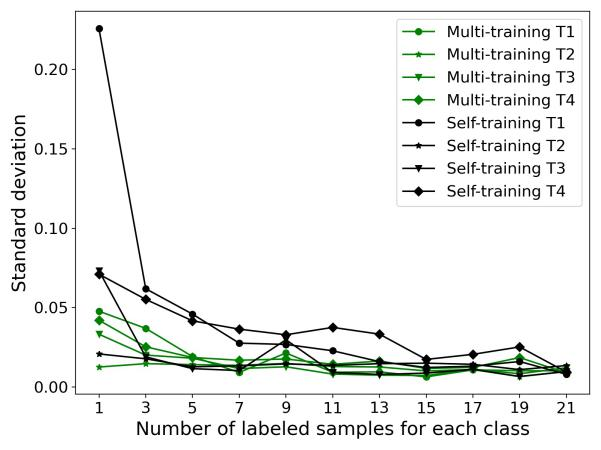 Multi-training T1
Multi-training T2
Multi-training T3
Multi-training T4
Self-training T1
Self-training T2
Self-training T3
Self-training T4
Standard deviation
0.20
0.15
0.10
0.05
0.00
1 3 5 7 9 11 13 15 17 19 21
Number of labeled samples for each class